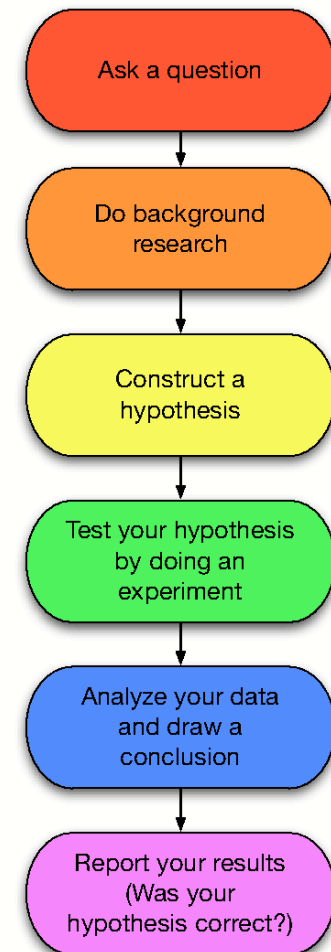 Ask a question
Do background
research
Construct a
hypothesis
Test your hypothesis
by doing an
experiment
Analyze your data
and draw a
conclusion
Report your results
(Was your
hypothesis correct?)